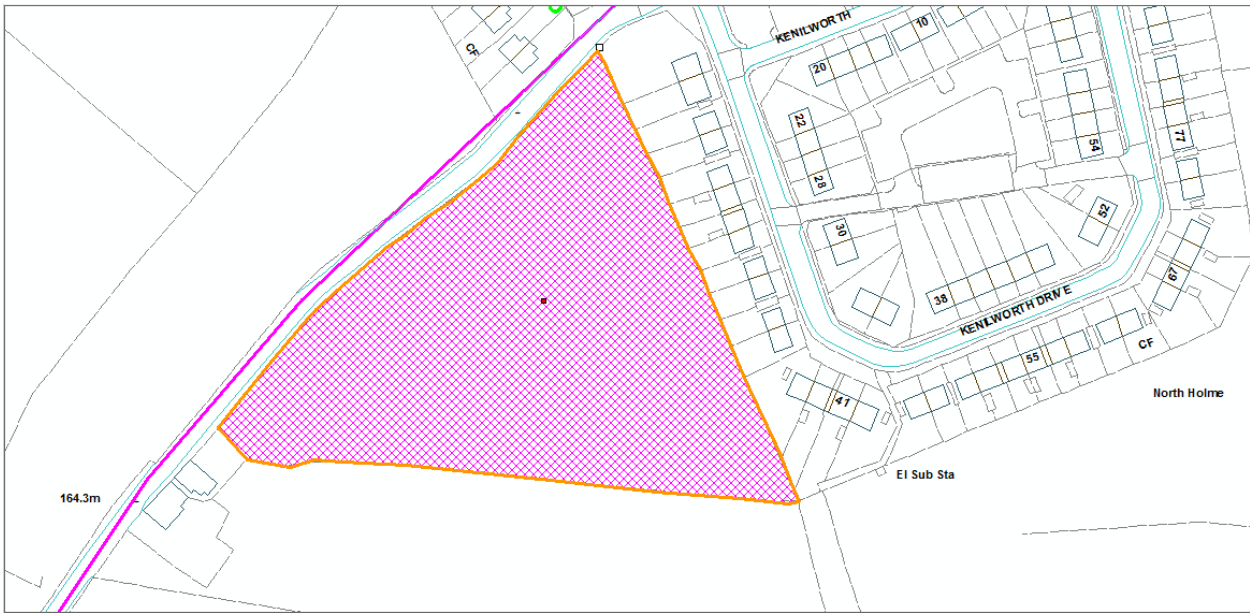 KENILWORTH
10
CF
20
77
22
54
28
52
30
67
38
KENILWORTH DRIVE
55
CF
North Holme
41
El Sub Sta
164.3m